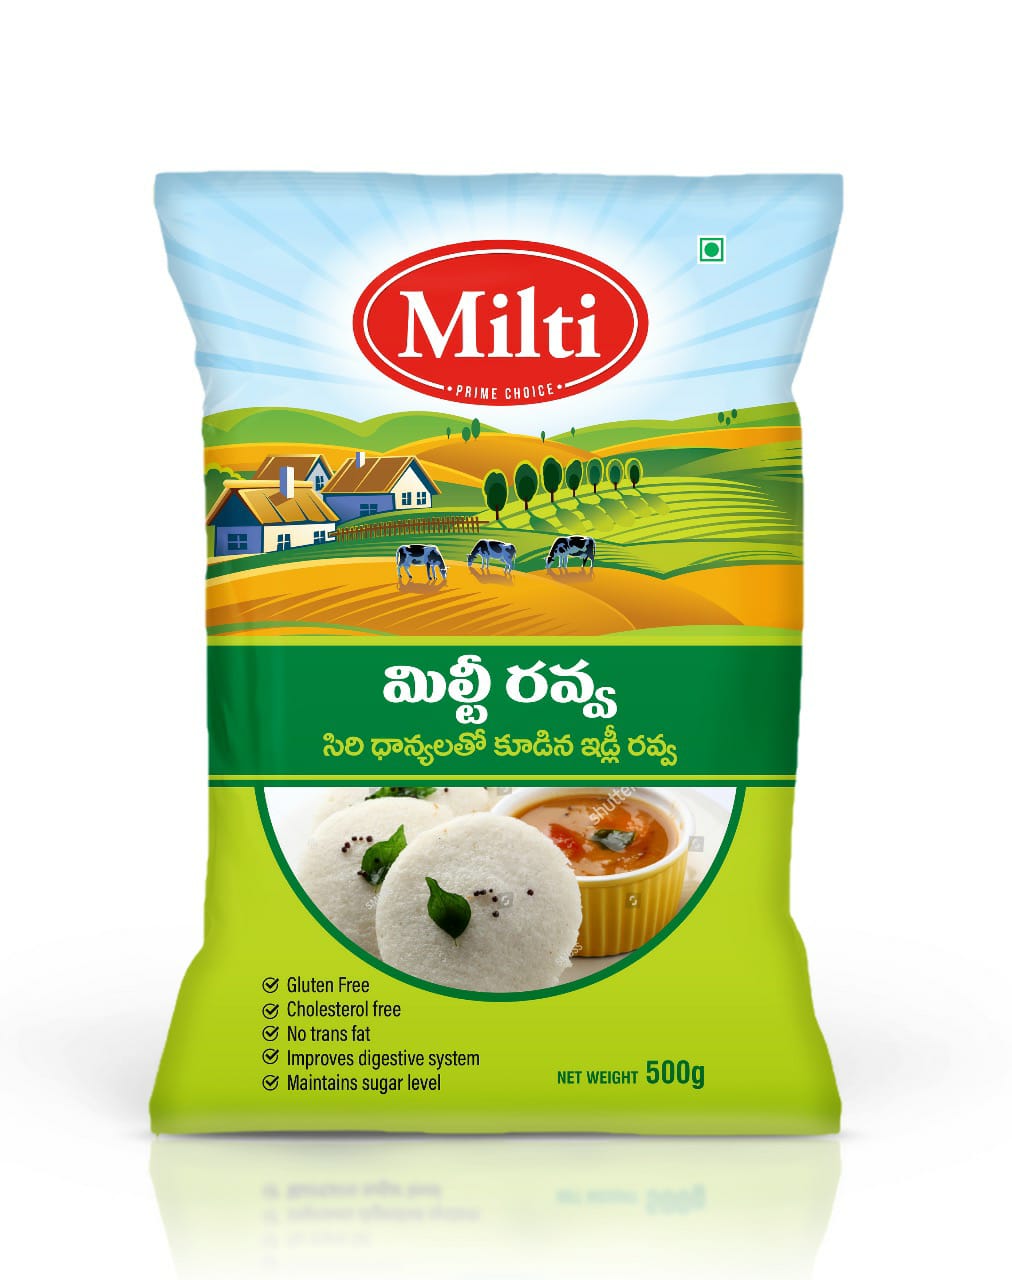 Milti
PRIME CHOICE
మిల్టీ రవ్వ
సిరి ధాన్యలతో కూడిన ఇడ్లీ రవ్వ
Gluten Free
Cholesterol free
No trans fat
Improves digestive system
Maintains sugar level
NET WEIGHT 500g